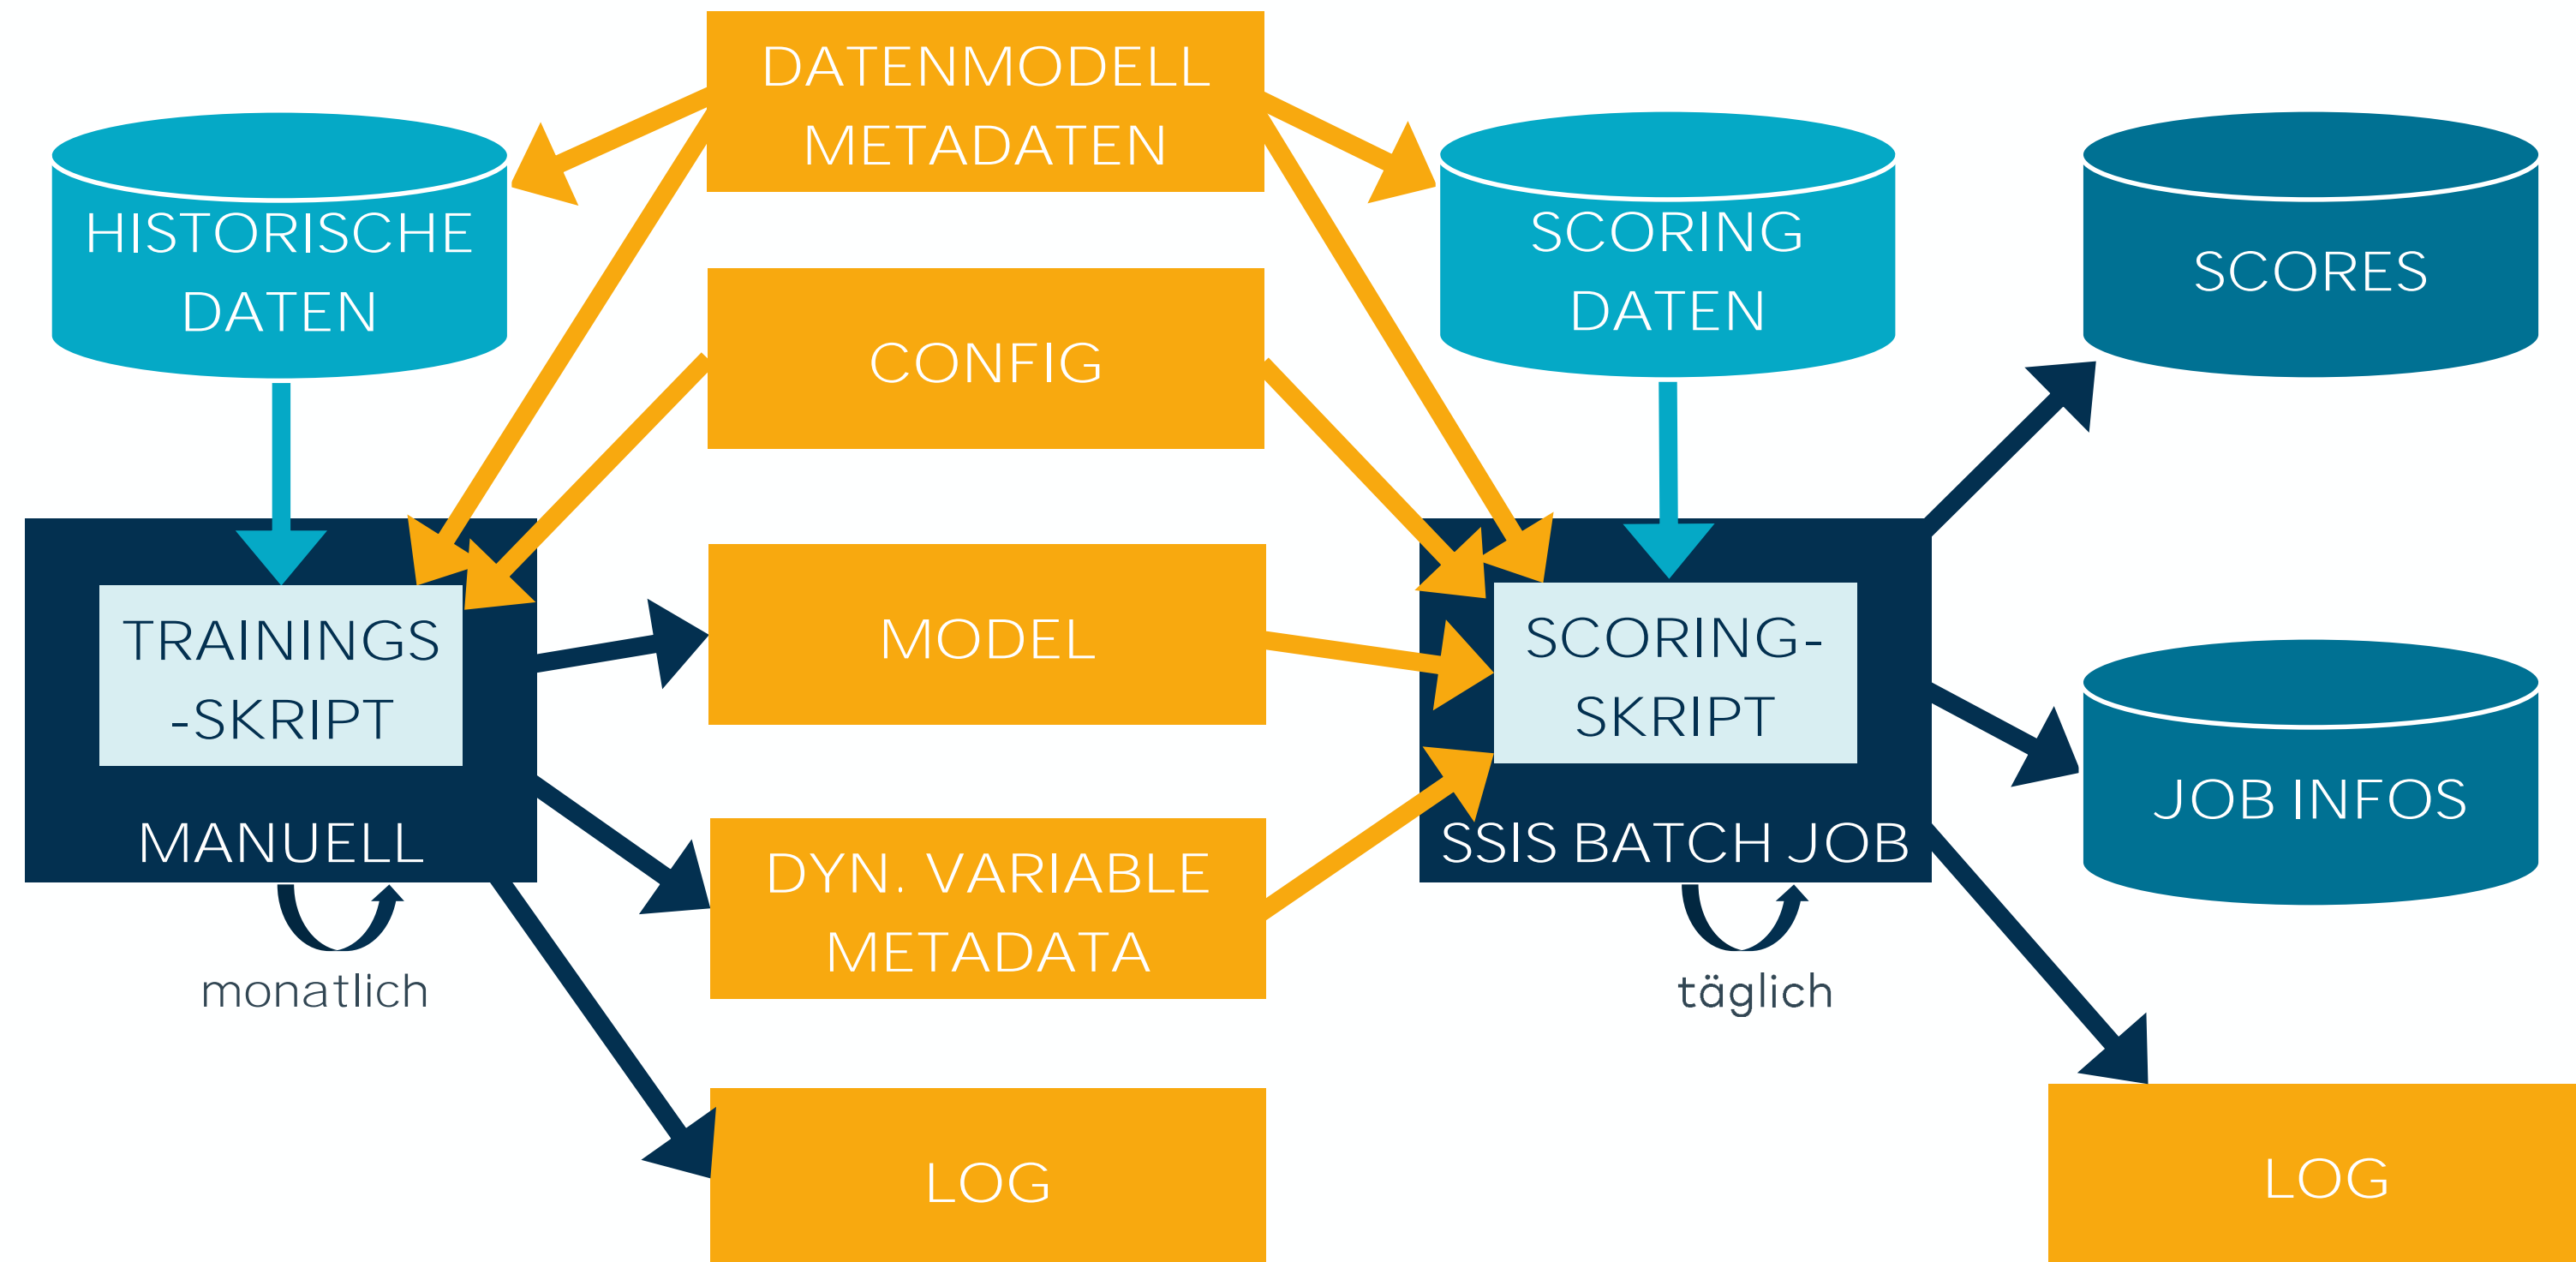 DATENMODELL
METADATEN
HISTORISCHE
DATEN
SCORING
DATEN
SCORES
CONFIG
TRAININGS
-SKRIPT
MANUELL
monatlich
MODEL
SCORING-
SKRIPT
SSIS BATCH JOB
täglich
JOB INFOS
DYN. VARIABLE
METADATA
LOG
LOG